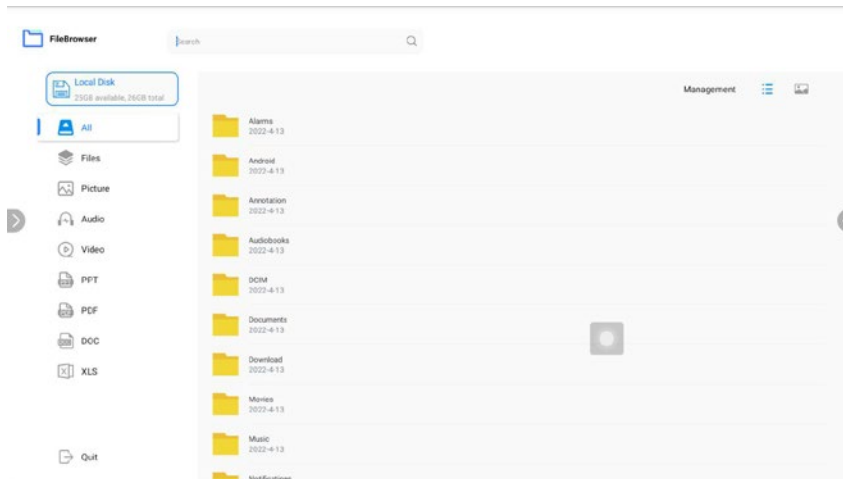 FileBrowser
Search
Local Disk
25GB available, 26GB total
Management
All
Files
Picture
Audio
Video
PPT
PDF
DOC
XLS
Quit
Alarms
2022-4-13
Android
2022-4-13
Annotation
2022-4-13
Audiobooks
2022-4-13
DCIM
2022-4-13
Documents
2022-4-13
Download
2022-4-13
Movies
2022-4-13
Music
2022-4-13
Notifications